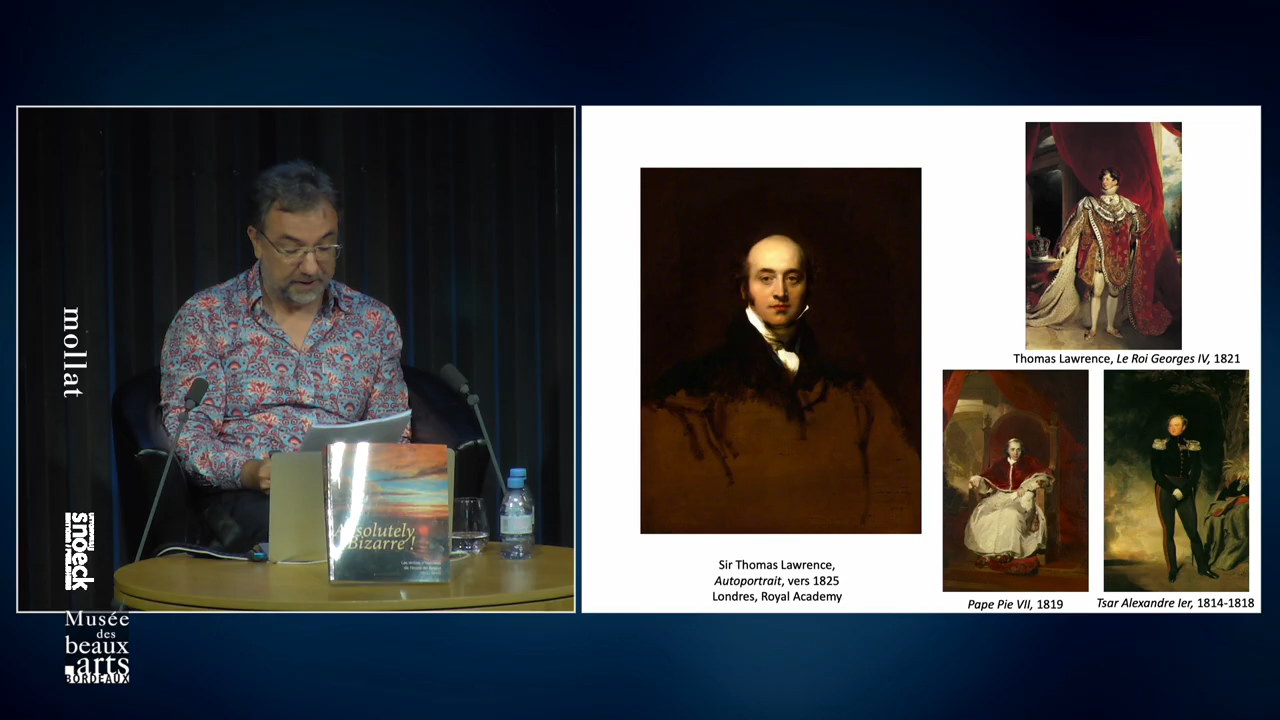 mollat
snoeck
Musée
des
beaux
.arts
BORDEAUX
Absolutely
Bizarre !
Thomas Lawrence, Le Roi Georges IV, 1821
Sir Thomas Lawrence,
Autoportrait, vers 1825
Londres, Royal Academy
Pape Pie VII, 1819
Tsar Alexandre Ier, 1814-1818